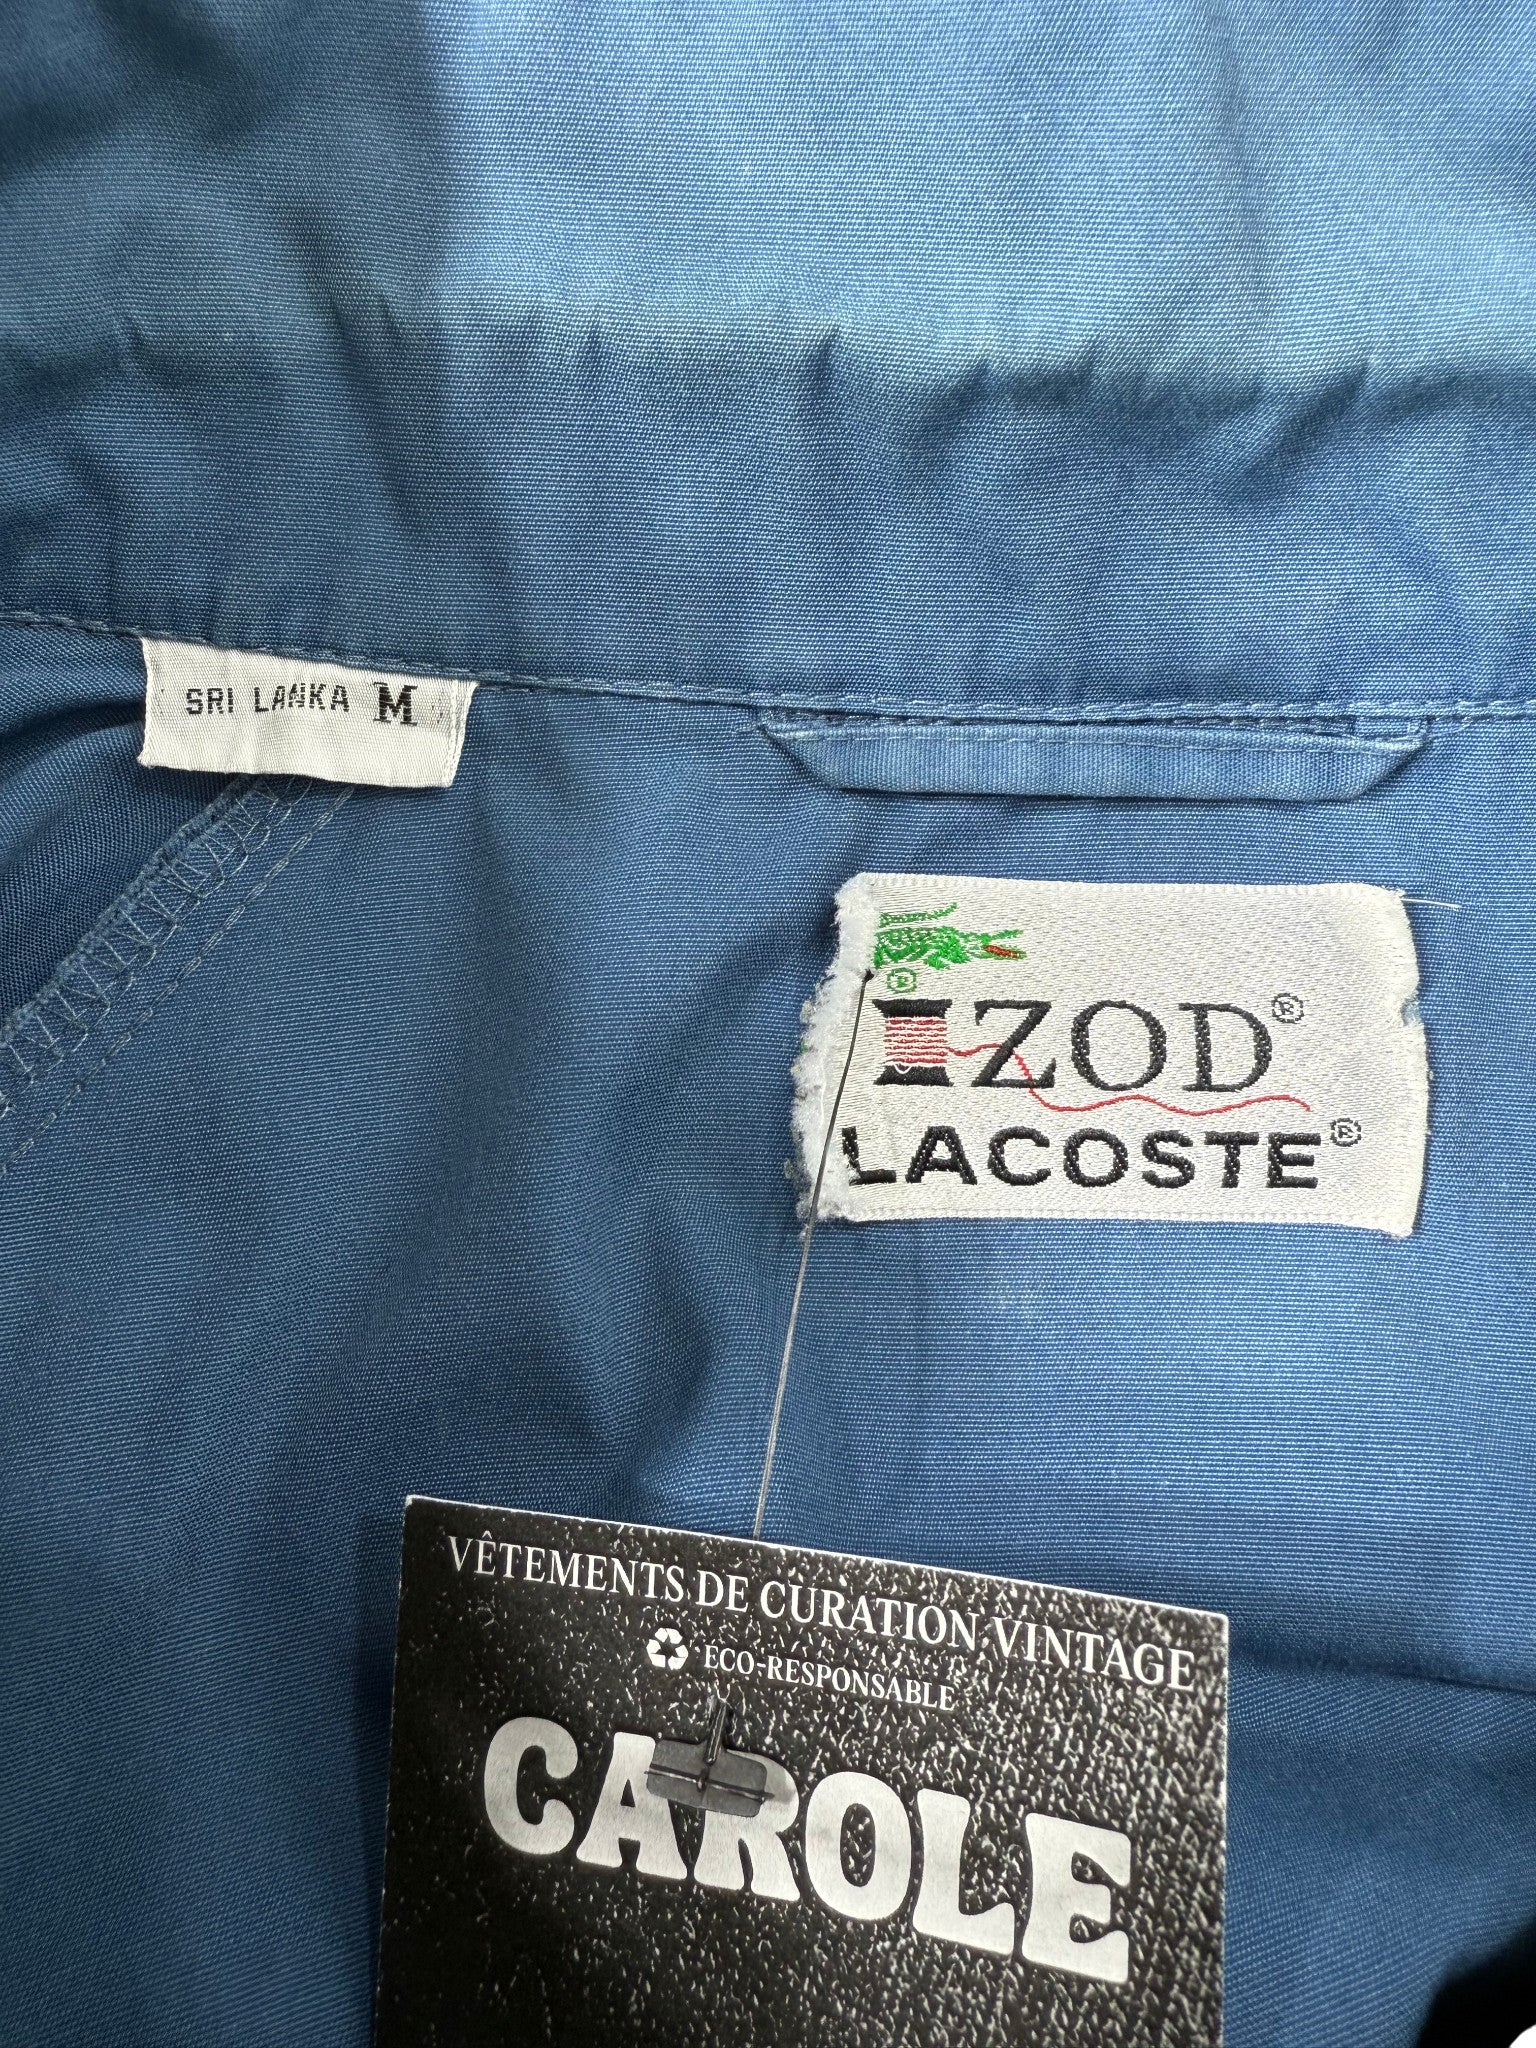 SRI LANKA M
®
IZOD®
LACOSTE®
VÊTEMENTS DE CURATION VINTAGE
ECO-RESPONSABLE
CAROLE